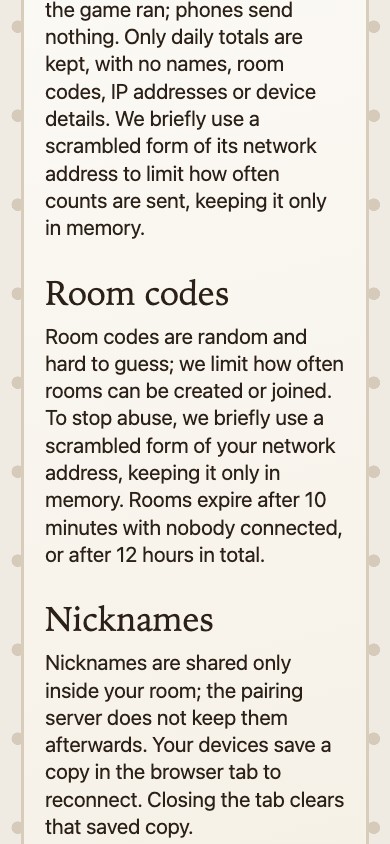 the game ran; phones send
nothing. Only daily totals are
kept, with no names, room
codes, IP addresses or device
details. We briefly use a
scrambled form of its network
address to limit how often
counts are sent, keeping it only
in memory.
Room codes
Room codes are random and
hard to guess; we limit how often
rooms can be created or joined.
To stop abuse, we briefly use a
scrambled form of your network
address, keeping it only in
memory. Rooms expire after 10
minutes with nobody connected,
or after 12 hours in total.
Nicknames
Nicknames are shared only
inside your room; the pairing
server does not keep them
afterwards. Your devices save a
copy in the browser tab to
reconnect. Closing the tab clears
that saved copy.